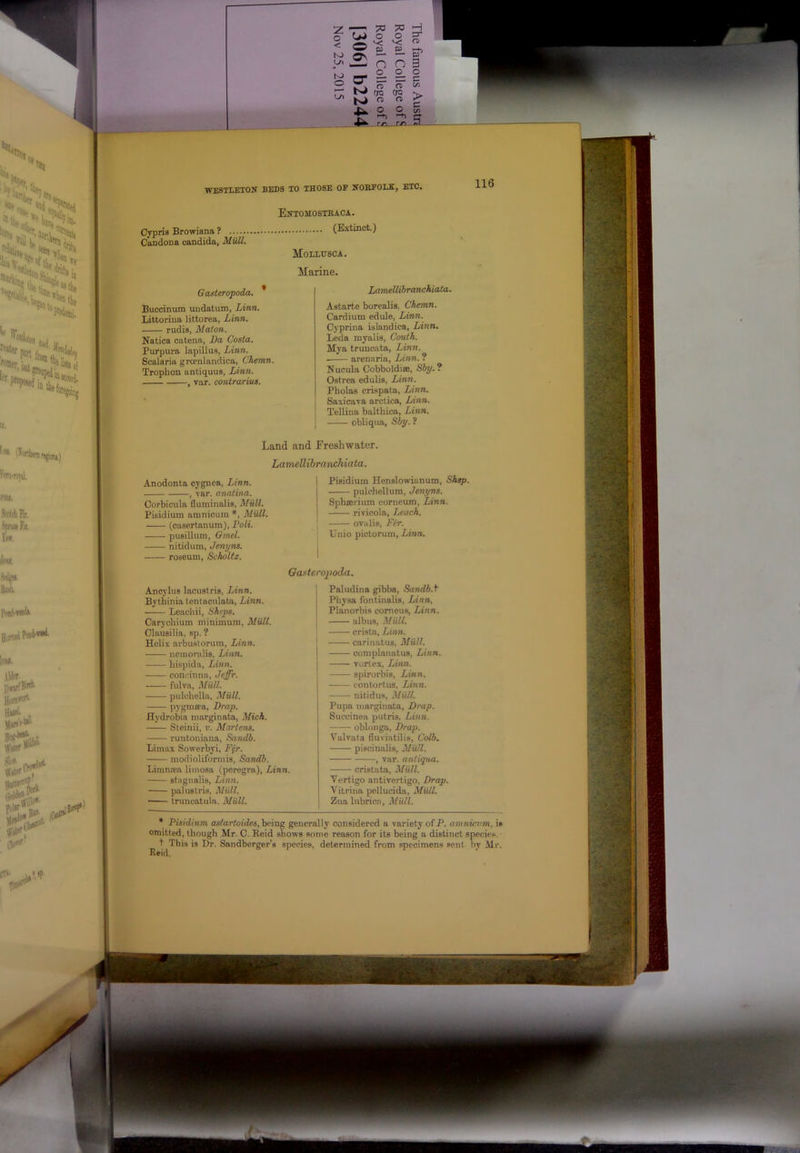 The famous Austr
Royal College of S
Royal College of S
[306] b2244
Nov 25, 2015
WESTLETON BEDS TO THOSE OF NORFOLK, ETC. 116
ENTOMOSTRACA.
Cypris Browiana ? .......................... (Extinct.)
Candona candida, Müll.
MOLLUSCA.
Marine.
Gasteropoda.
Buccinum undatum, Linn.
Littorina littorea, Linn.
—— rudis, Maton.
Natica catena, Da Costa.
Purpura lapillus, Linn.
Scalaria grœnlandica, Chemn.
Trophon antiquus, Linn.
—— ——, var. contrarius.
Lamellibranchiata.
Astarte borealis, Chemn.
Cardium edule, Linn.
Cyprina islandica, Linn.
Leda myalis, Couth.
Mya truncata, Linn.
—— arenaria, Linn. ?
Nucula Cobboldiæ, Sby. ?
Ostrea edulis, Linn.
Pholas crispata, Linn.
Saxicava arctica, Linn.
Tellina balthica, Linn.
—— obliqua, Sby. ?
Land and Freshwater.
Lamellibranchiata.
Anodonta cygnea, Linn.
—— ——, var. anatina.
Corbicula fluminalis, Müll.
Pisidium amnicum *, Müll.
—— (casertanum), Poli.
—— pusillum, Gmel.
—— nitidum, Jenyns.
—— roseum, Scholtz.
Pisidium Henslowianum, Shep.
—— pulchellum, Jenyns.
Sphærium corneum, Linn.
—— rivicola, Leach.
—— ovalis, Fér.
Unio pictorum, Linn.
Gasteropoda.
Ancylus lacustris, Linn.
Bythinia tentaculata, Linn.
—— Leachii, Sheps.
Carychium minimum, Müll.
Clausilia, sp. ?
Helix arbustorum, Linn.
—— nemoralis, Linn.
—— hispida, Linn.
—— concinna, Jeffr.
—— fulva, Müll.
—— pulchella, Müll.
—— pygmæa, Drap.
Hydrobia marginata, Mich.
—— Steinii, v. Martens.
—— runtoniana, Sandb.
Limax Sowerbyi, Fér.
—— modioliformis, Sandb.
Limnæa limosa (peregra), Linn.
—— stagnalis, Linn.
—— palustris, Müll.
—— truncatula, Müll.
Paludina gibba, Sandb.†
Physa fontinalis, Linn.
Planorbis corneus, Linn.
—— albus, Müll.
—— crista, Linn.
—— carinatus, Müll.
—— complanatus, Linn.
—— vortex, Linn.
—— spirorbis, Linn.
—— contortus, Linn.
—— nitidus, Müll.
Pupa marginata, Drap.
Succinea putris, Linn.
—— oblonga, Drap.
Valvata fluviatilis, Colb.
—— piscinalis, Müll.
—— ——, var. antiqua.
—— cristata, Müll.
Vertigo antivertigo, Drap.
Vitrina pellucida, Müll.
Zua lubrica, Müll.
* Pisidium astartoides, being generally considered a variety of P. amnicum, is
omitted, though Mr. C. Reid shows some reason for its being a distinct species.
† This is Dr. Sandberger's species, determined from specimens sent by Mr.
Reid.